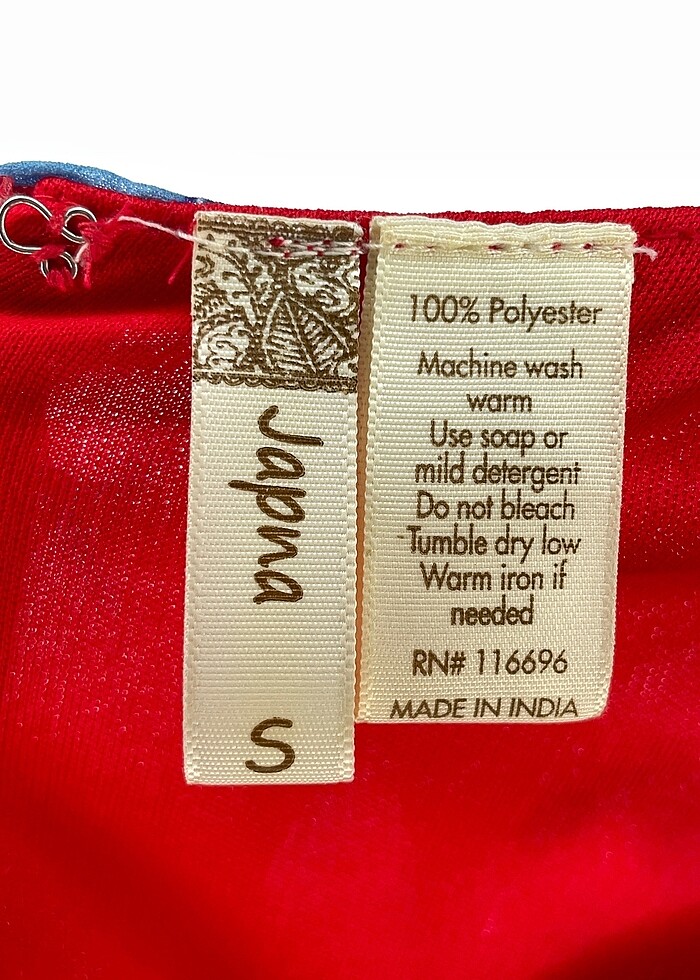 Japna
S
100% Polyester
Machine wash
warm
Use soap or
mild detergent
Do not bleach
Tumble dry low
Warm iron if
needed
RN# 116696
MADE IN INDIA